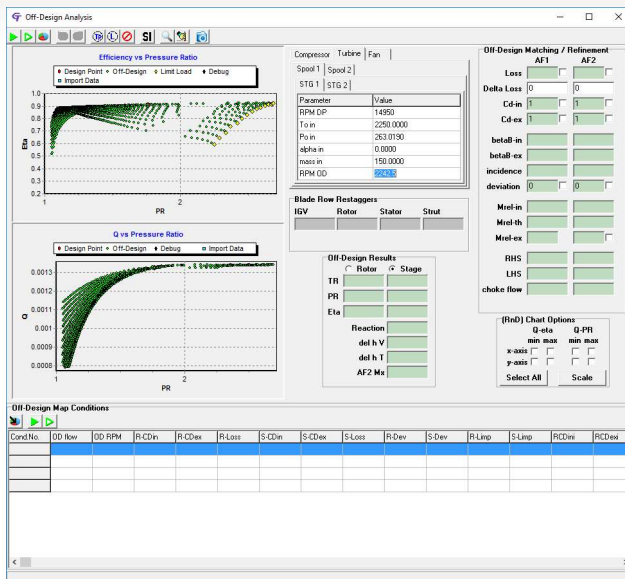 Off-Design Analysis
SI
Efficiency vs Pressure Ratio
Design Point Off-Design Limit Load Debug
Import Data
1.0
0.9
0.8
0.7
0.6
0.5
0.4
0.3
0.2
Eta
1 2
PR
Q vs Pressure Ratio
Design Point Off-Design Debug Import Data
0.0013
0.0012
0.0011
0.001
0.0009
0.0008
Q
1 2
PR
Compressor Turbine Fan
Spool 1 Spool 2
STG 1 STG 2
Parameter Value
RPM DP 14950
To in 2250.0000
Po in 263.0190
alpha in 0.0000
mass in 150.0000
RPM OD 2242.5
Blade Row Restaggers
IGV Rotor Stator Strut
Off-Design Results
Rotor Stage
TR
PR
Eta
Reaction
del h V
del h T
AF2 Mx
Off-Design Matching / Refinement
AF1 AF2
Loss
Delta Loss 0 0
Cd-in 1 1
Cd-ex 1 1
betaB-in
betaB-ex
incidence
deviation 0 0
Mrel-in
Mrel-th
Mrel-ex
RHS
LHS
choke flow
(RnD) Chart Options
Q-eta Q-PR
min max min max
x-axis
y-axis
Select All Scale
Off-Design Map Conditions
Cond.No. OD flow OD RPM R-CDin R-CDex R-Loss S-CDin S-CDex S-Loss R-Dev S-Dev R-Limp S-Limp RCDini RCDexi